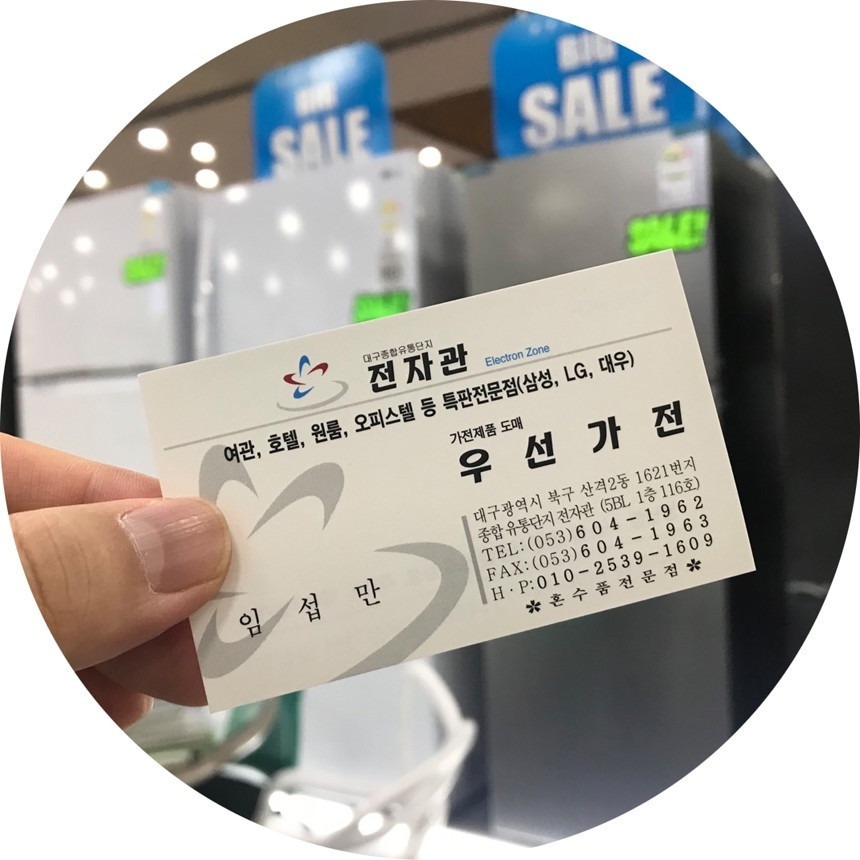 BIG
SALE
BIG
SALE
SALE!
SALE!
SALE!
대구종합유통단지
전자관 Electron Zone
여관, 호텔, 원룸, 오피스텔 등 특판전문점(삼성, LG, 대우)
가전제품 도매
우선가전
대구광역시 북구 산격2동 1621번지
종합유통단지 전자관 (5BL 1층 116호)
TEL:(053)604-1962
FAX:(053)604-1963
H·P:010-2539-1609
✽혼수품전문점✽
임섭만